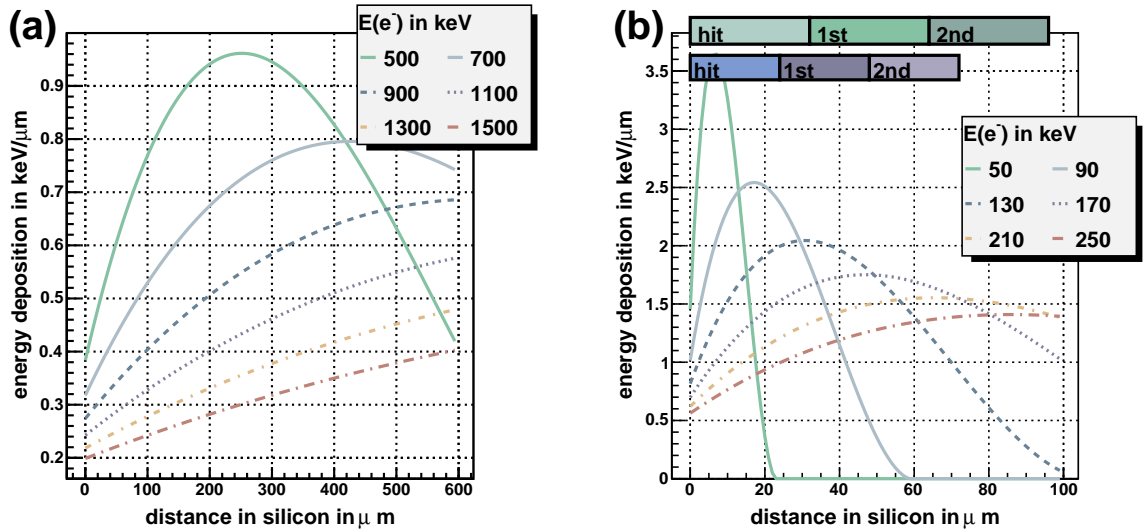 (a)
E(e⁻) in keV
500 700
900 1100
1300 1500
energy deposition in keV/μm
0.9
0.8
0.7
0.6
0.5
0.4
0.3
0.2
0 100 200 300 400 500 600
distance in silicon in μ m
(b)
hit 1st 2nd
hit 1st 2nd
E(e⁻) in keV
50 90
130 170
210 250
energy deposition in keV/μm
3.5
3
2.5
2
1.5
1
0.5
0
0 20 40 60 80 100
distance in silicon in μ m